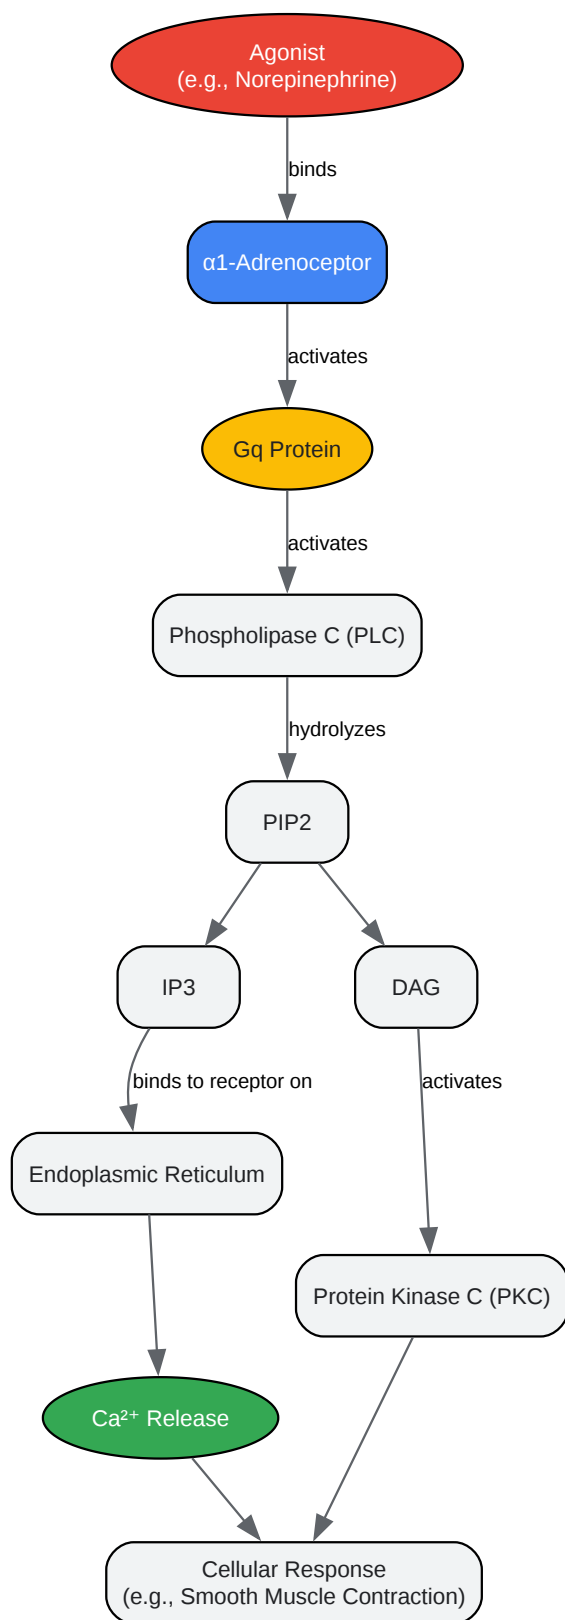 Agonist
(e.g., Norepinephrine)
binds
α1-Adrenoceptor
activates
Gq Protein
activates
Phospholipase C (PLC)
hydrolyzes
PIP2
IP3
DAG
binds to receptor on
activates
Endoplasmic Reticulum
Protein Kinase C (PKC)
Ca²⁺ Release
Cellular Response
(e.g., Smooth Muscle Contraction)